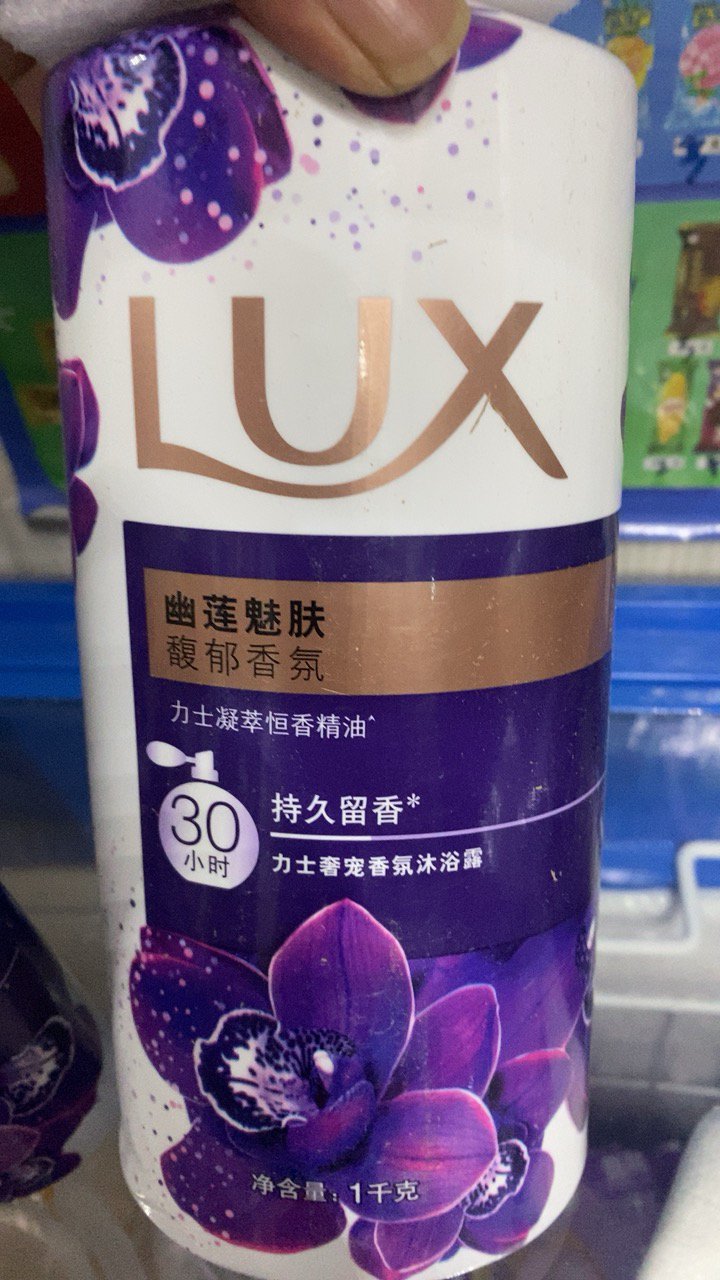 LUX
幽莲魅肤
馥郁香氛
力士凝萃恒香精油^
30
小时
持久留香*
力士奢宠香氛沐浴露
净含量：1千克